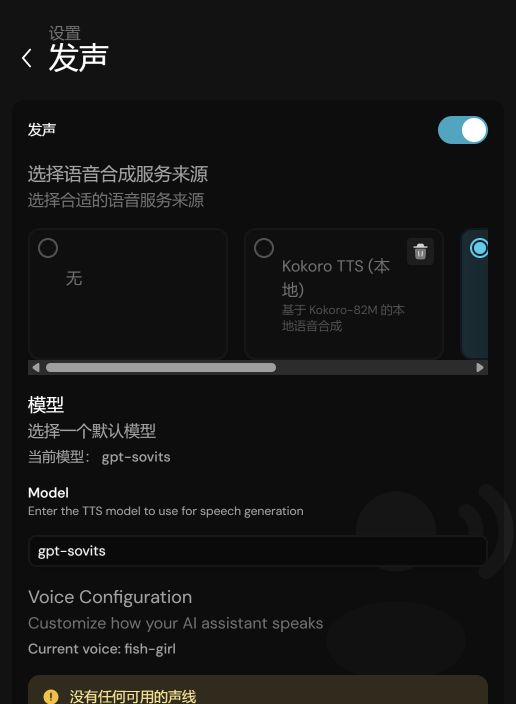 设置
发声
发声
选择语音合成服务来源
选择合适的语音服务来源
无
Kokoro TTS (本
地)
基于 Kokoro-82M 的本
地语音合成
模型
选择一个默认模型
当前模型： gpt-sovits
Model
Enter the TTS model to use for speech generation
gpt-sovits
Voice Configuration
Customize how your AI assistant speaks
Current voice: fish-girl
没有任何可用的声线